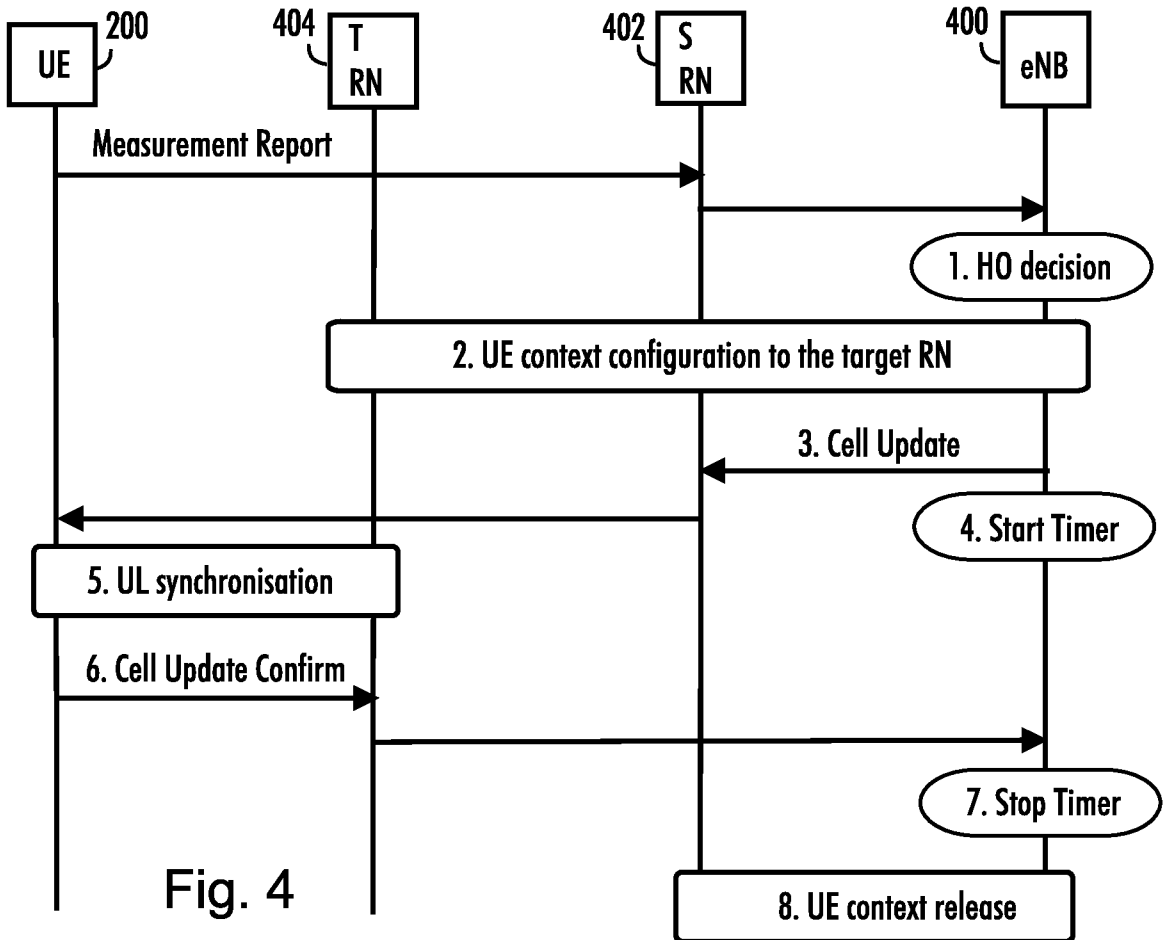 200
UE
404
T
RN
402
S
RN
400
eNB
Measurement Report
1. HO decision
2. UE context configuration to the target RN
3. Cell Update
4. Start Timer
5. UL synchronisation
6. Cell Update Confirm
7. Stop Timer
8. UE context release
Fig. 4